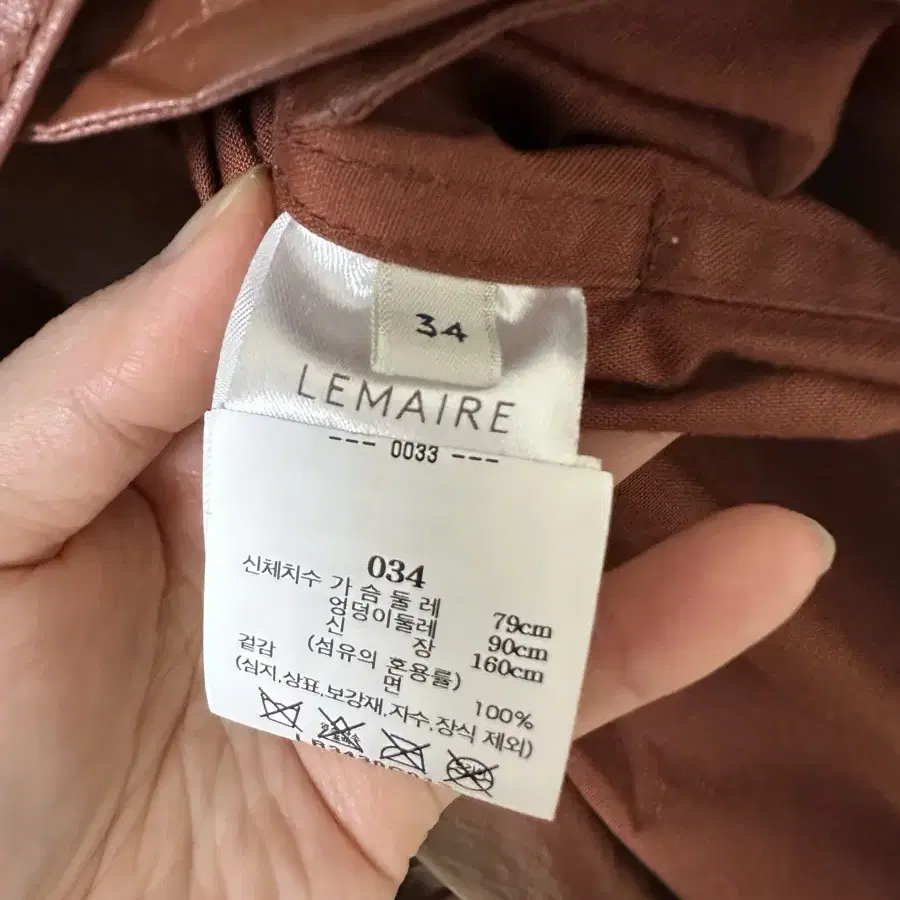 34
LEMAIRE
--- 0033 ---
034
신체치수 가 슴 둘 레 79cm
엉덩이둘레 90cm
신 장 160cm
겉감 (섬유의 혼용률)
면 100%
(심지,상표,보강재,자수,장식 제외)